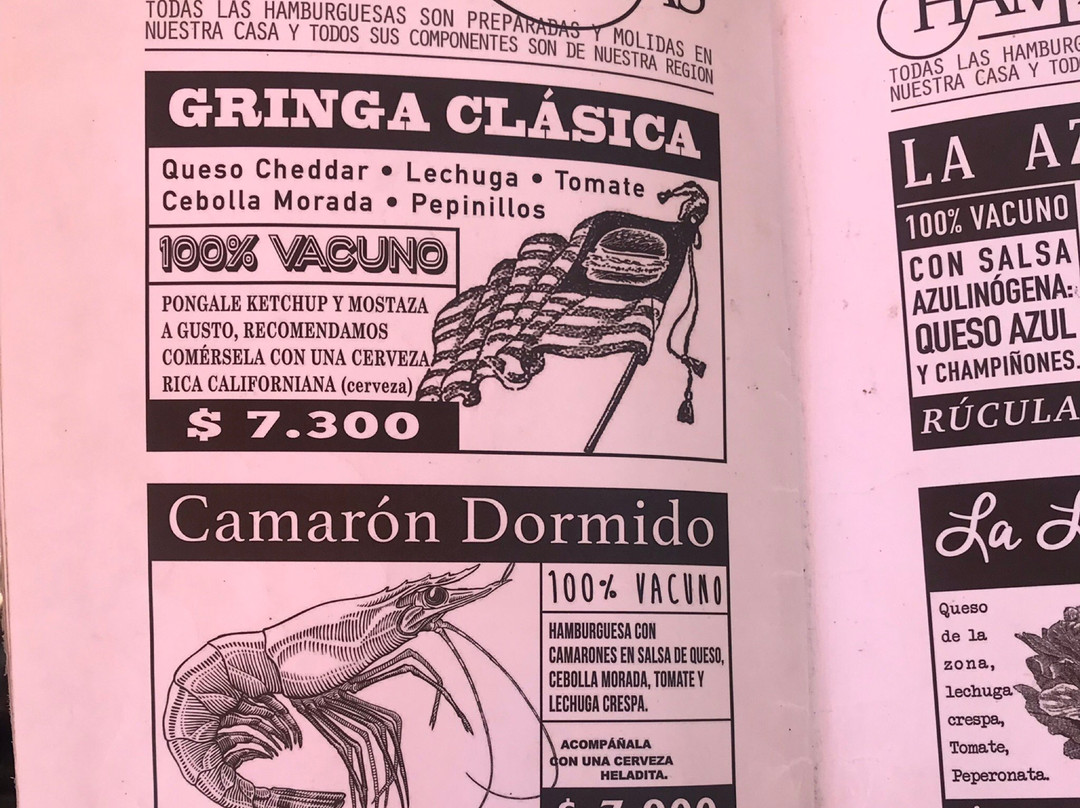 TODAS LAS HAMBURGUESAS SON PREPARADAS Y MOLIDAS EN
NUESTRA CASA Y TODOS SUS COMPONENTES SON DE NUESTRA REGION
GRINGA CLÁSICA
Queso Cheddar • Lechuga • Tomate
Cebolla Morada • Pepinillos
100% VACUNO
PONGALE KETCHUP Y MOSTAZA
A GUSTO, RECOMENDAMOS
COMÉRSELA CON UNA CERVEZA
RICA CALIFORNIANA (cerveza)
$ 7.300
Camarón Dormido
100% VACUNO
HAMBURGUESA CON
CAMARONES EN SALSA DE QUESO,
CEBOLLA MORADA, TOMATE Y
LECHUGA CRESPA.
ACOMPÁÑALA
CON UNA CERVEZA
HELADITA.
TODAS LAS
NUESTRA CASA Y
LA
100% VACUNO
CON SALSA
AZULINÓGENA:
QUESO AZUL
Y CHAMPIÑONES.
RÚCULA
La
Queso
de la
zona,
lechuga
crespa,
Tomate,
Peperonata.